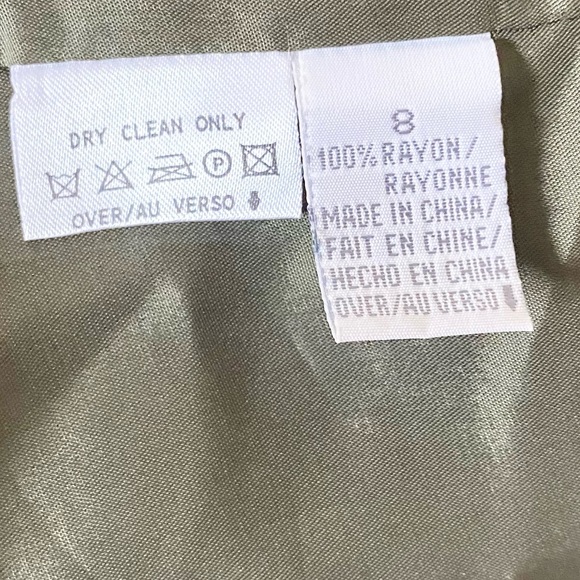 DRY CLEAN ONLY
P
OVER/AU VERSO
8
100% RAYON/
RAYONNE
MADE IN CHINA/
FAIT EN CHINE/
HECHO EN CHINA
OVER/AU VERSO